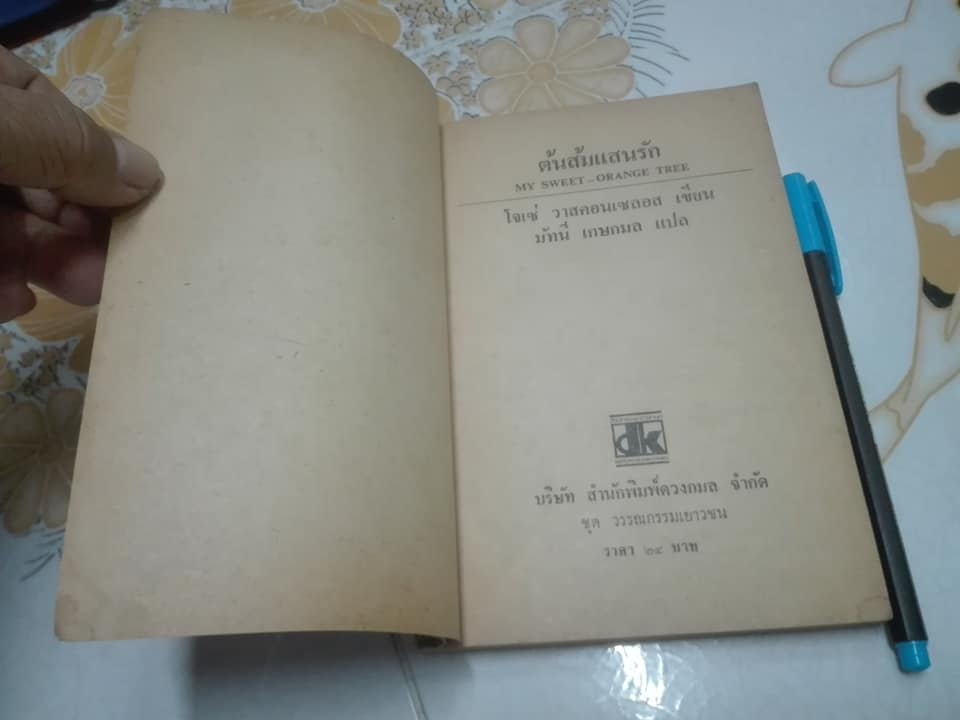 ต้นส้มแสนรัก
MY SWEET - ORANGE TREE
โจเซ่ วาสคอนเซลอส เขียน
มัทนี เกษกมล แปล
dk
บริษัท สำนักพิมพ์ดวงกมล จำกัด
ชุด วรรณกรรมเยาวชน
ราคา ๒๔ บาท